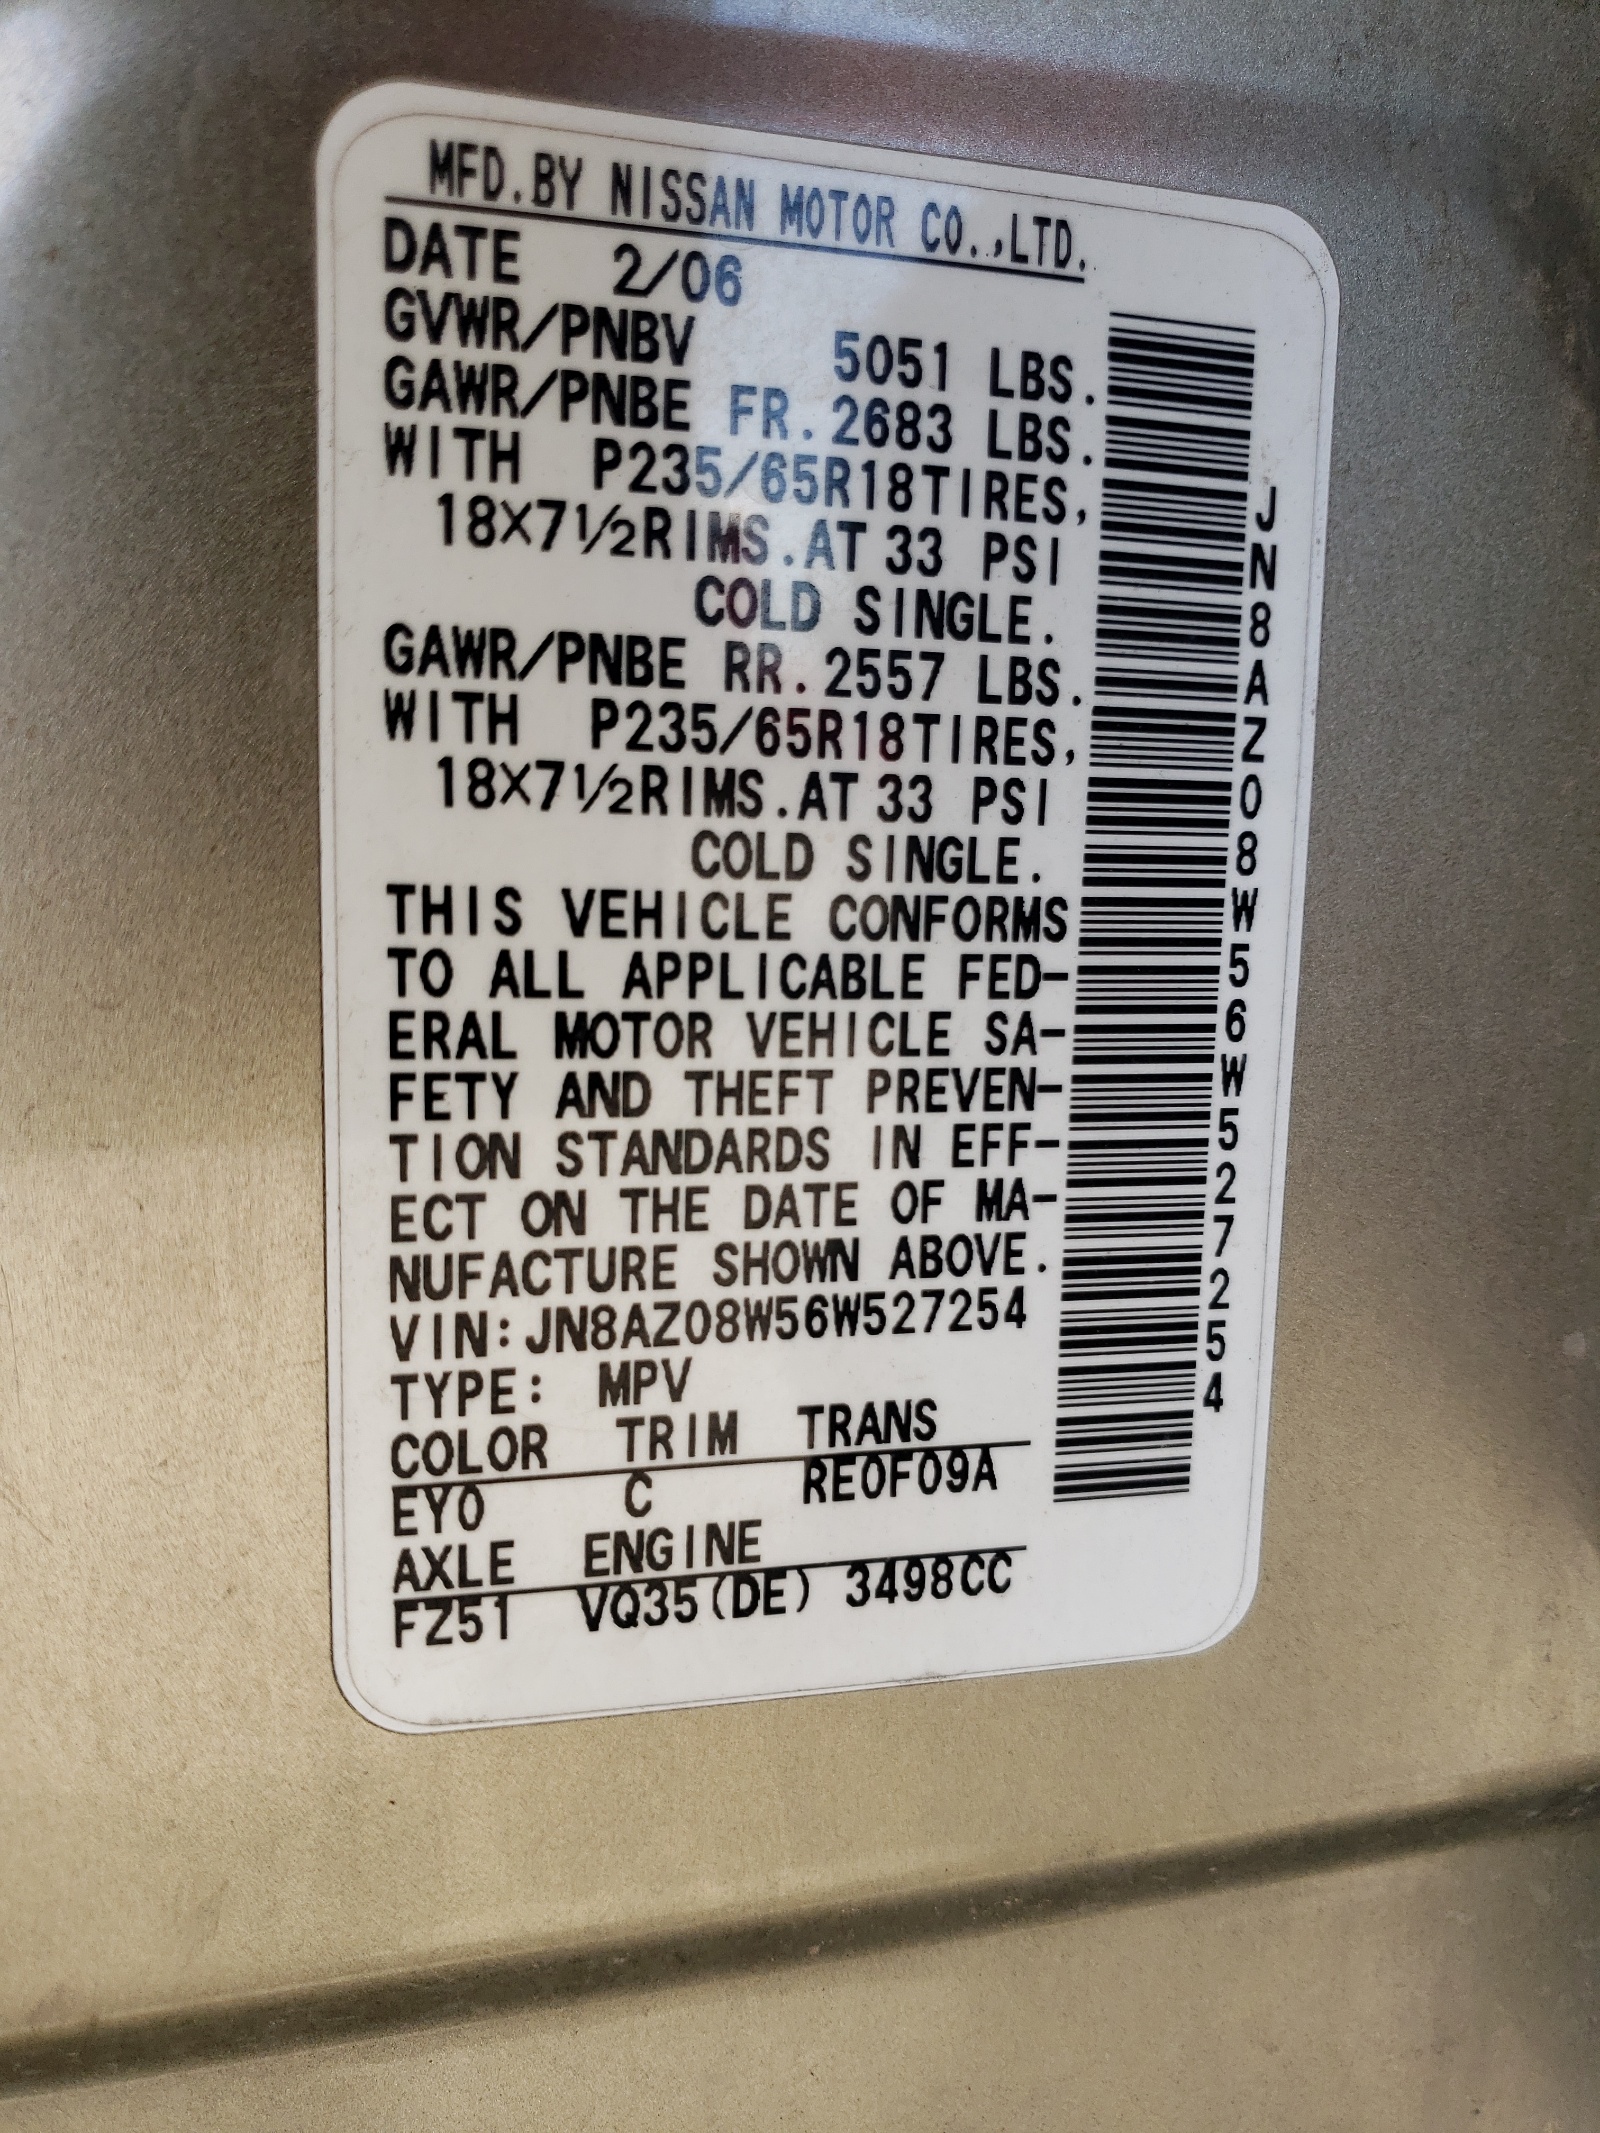 MFD.BY NISSAN MOTOR CO.,LTD.
DATE 2/06
GVWR/PNBV 5051 LBS.
GAWR/PNBE FR. 2683 LBS.
WITH P235/65R18TIRES,
18X7 1/2RIMS.AT 33 PSI
COLD SINGLE.
GAWR/PNBE RR. 2557 LBS.
WITH P235/65R18TIRES,
18X7 1/2RIMS.AT 33 PSI
COLD SINGLE.
THIS VEHICLE CONFORMS
TO ALL APPLICABLE FED-
ERAL MOTOR VEHICLE SA-
FETY AND THEFT PREVEN-
TION STANDARDS IN EFF-
ECT ON THE DATE OF MA-
NUFACTURE SHOWN ABOVE.
VIN:JN8AZ08W56W527254
TYPE: MPV
COLOR TRIM TRANS
EY0 C RE0F09A
AXLE ENGINE
FZ51 VQ35(DE) 3498CC
JN8AZ08W56W527254